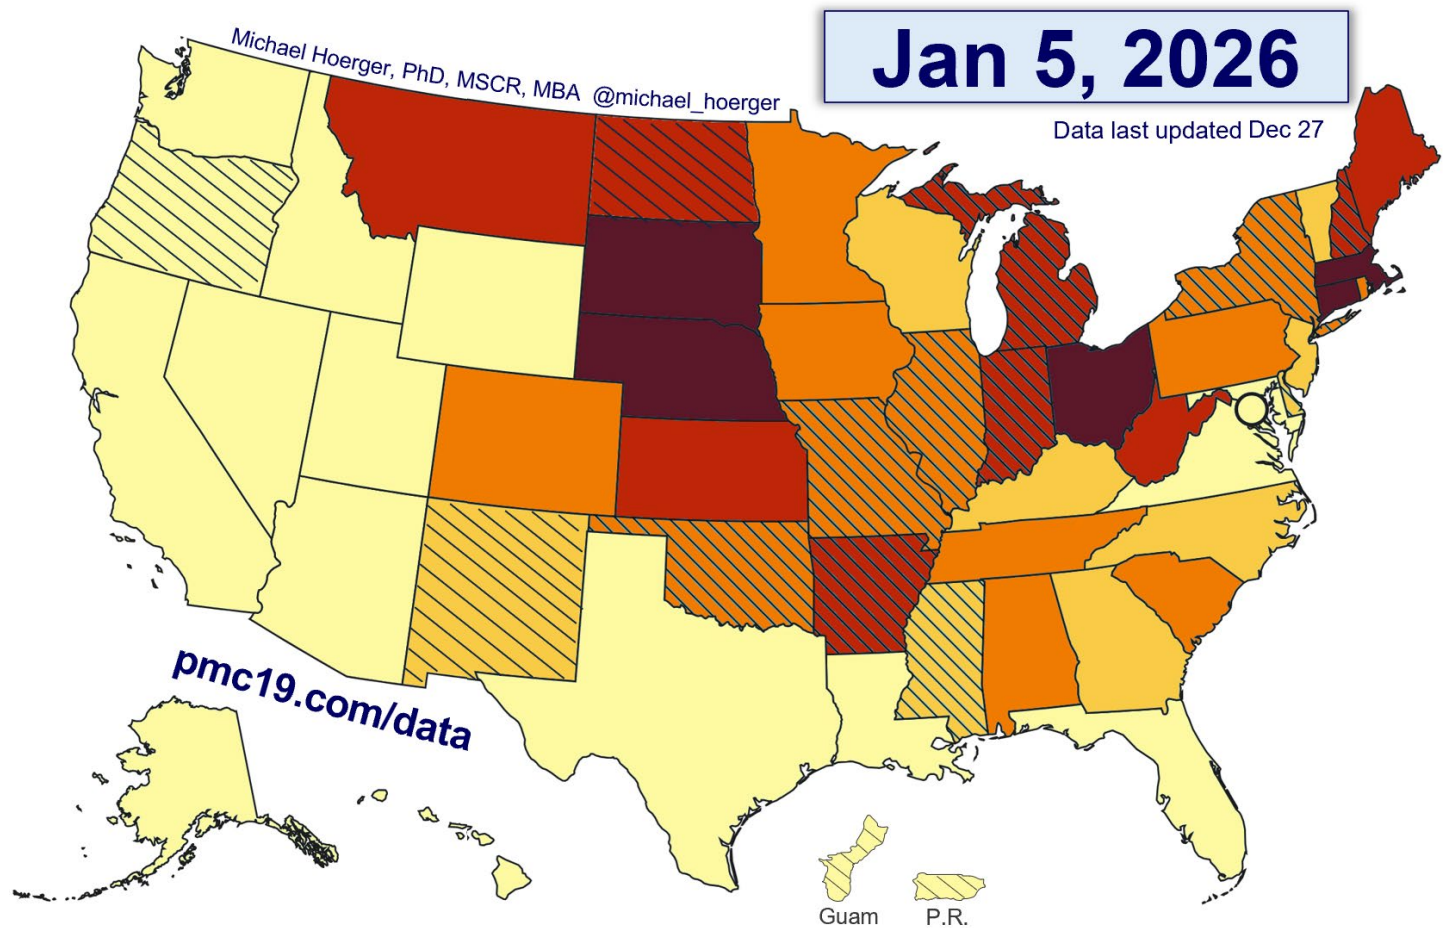 Michael Hoerger, PhD, MSCR, MBA @michael_hoerger
Jan 5, 2026
Data last updated Dec 27
pmc19.com/data
Guam
P.R.